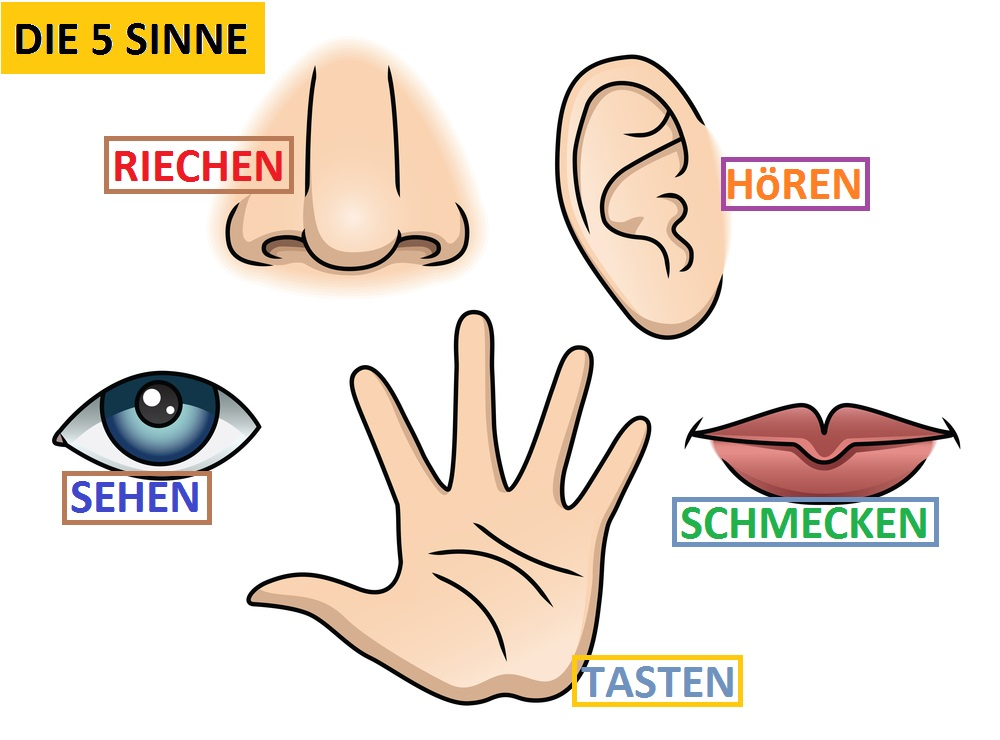 DIE 5 SINNE
RIECHEN
HöREN
SEHEN
SCHMECKEN
TASTEN